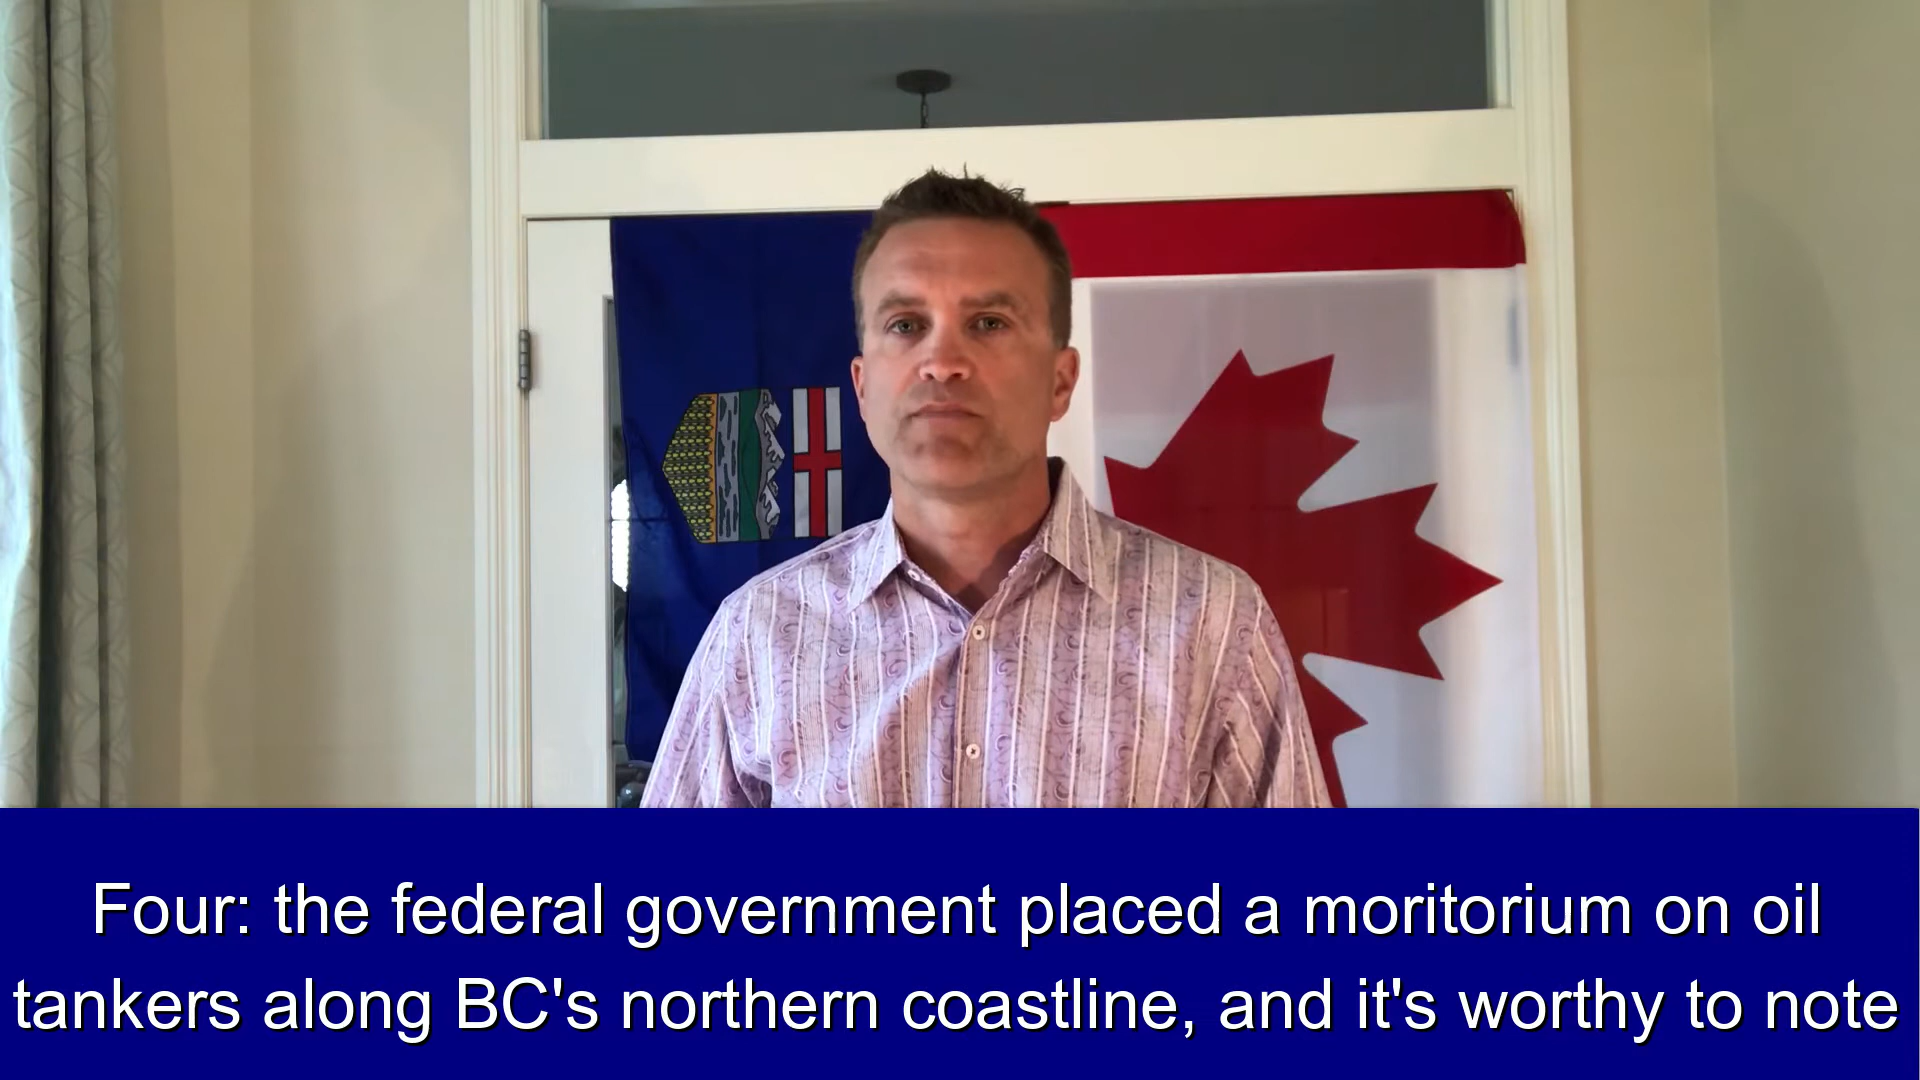 Four: the federal government placed a moritorium on oil
tankers along BC's northern coastline, and it's worthy to note